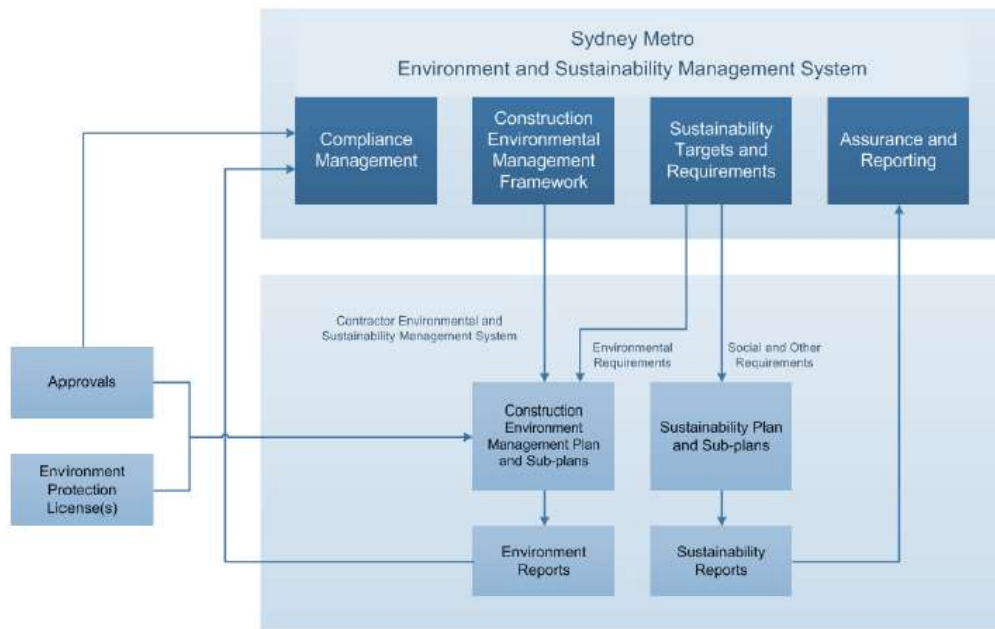 Sydney Metro
Environment and Sustainability Management System
Compliance
Management
Construction
Environmental
Management
Framework
Sustainability
Targets and
Requirements
Assurance and
Reporting
Contractor Environmental and
Sustainability Management System
Environmental
Requirements
Social and Other
Requirements
Approvals
Environment
Protection
License(s)
Construction
Environment
Management Plan
and Sub-plans
Sustainability Plan
and Sub-plans
Environment
Reports
Sustainability
Reports